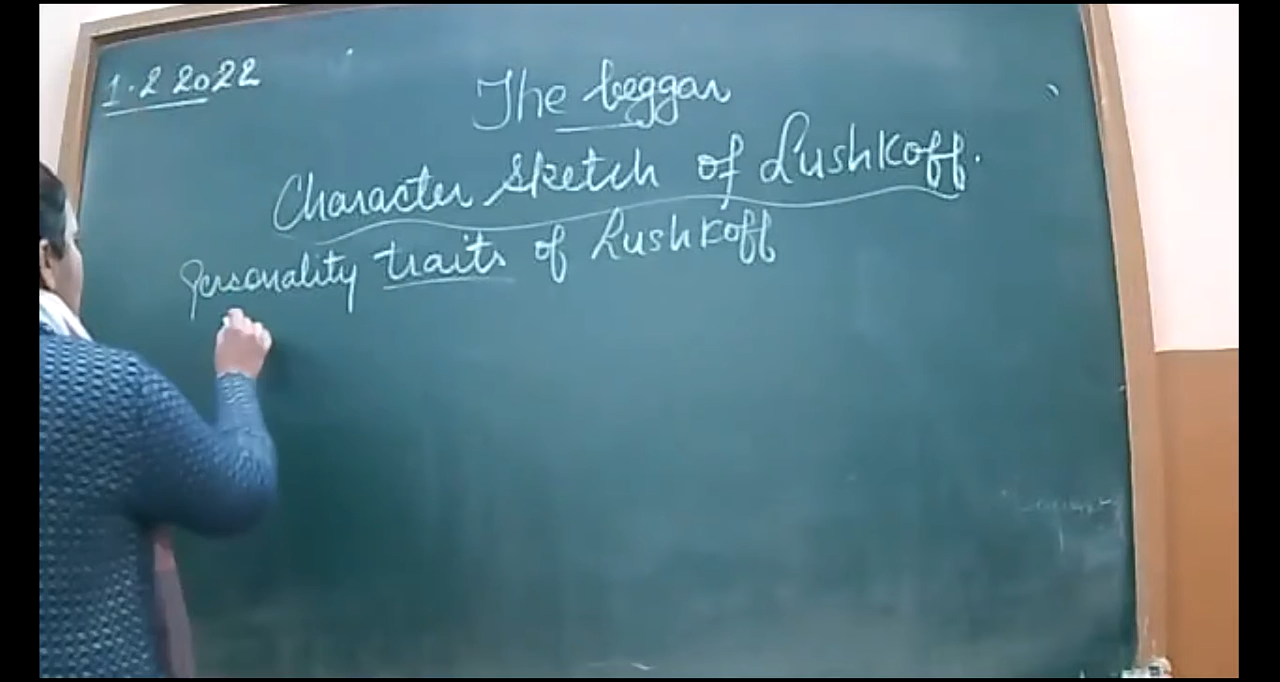 1.2 2022
The beggar
Character Sketch of Lushkoff.
Personality traits of Lushkoff